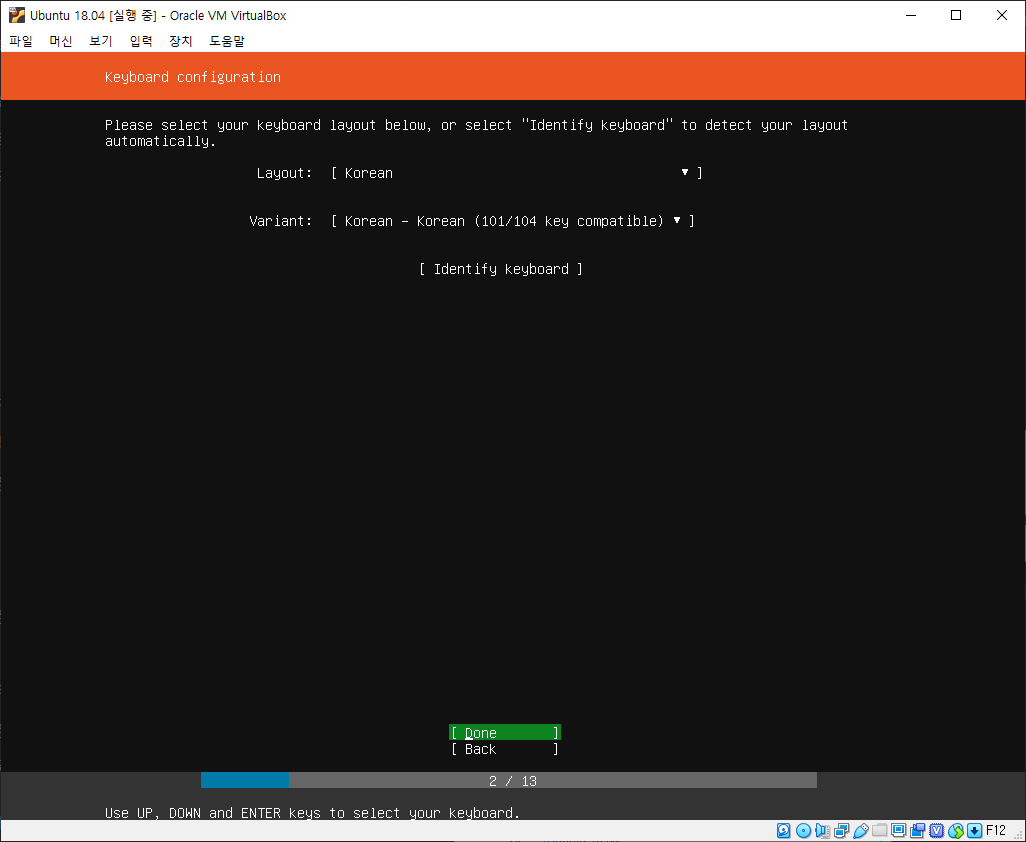 Ubuntu 18.04 [실행 중] - Oracle VM VirtualBox
파일 머신 보기 입력 장치 도움말
Keyboard configuration
Please select your keyboard layout below, or select "Identify keyboard" to detect your layout
automatically.
Layout: [ Korean ▼ ]
Variant: [ Korean - Korean (101/104 key compatible) ▼ ]
[ Identify keyboard ]
[ Done ]
[ Back ]
2 / 13
Use UP, DOWN and ENTER keys to select your keyboard.
F12